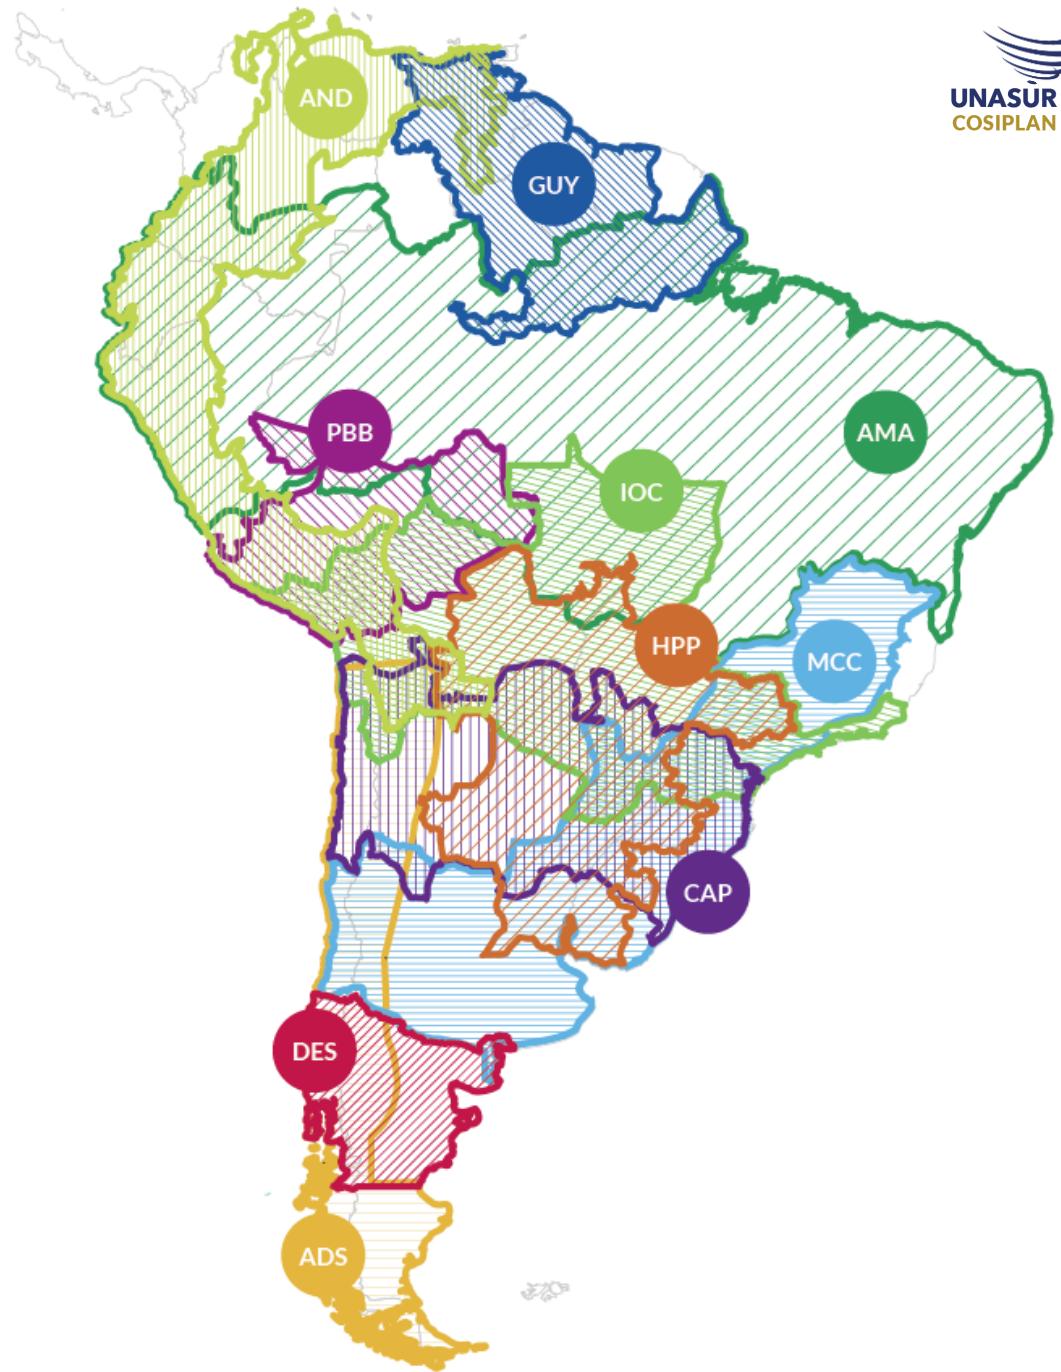 UNASUR
COSIPLAN
AND
GUY
PBB
AMA
IOC
HPP
MCC
CAP
DES
ADS